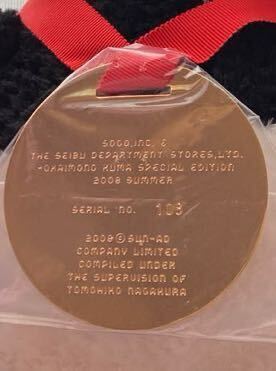 SOGO, INC. &
THE SEIBU DEPARTMENT STORES, LTD.
-OKAIMONO KUMA SPECIAL EDITION
2008 SUMMER
SERIAL NO. 103
2008 © SUN-AD
COMPANY LIMITED
COMPILED UNDER
THE SUPERVISION OF
TOMOHIKO NAGAKURA